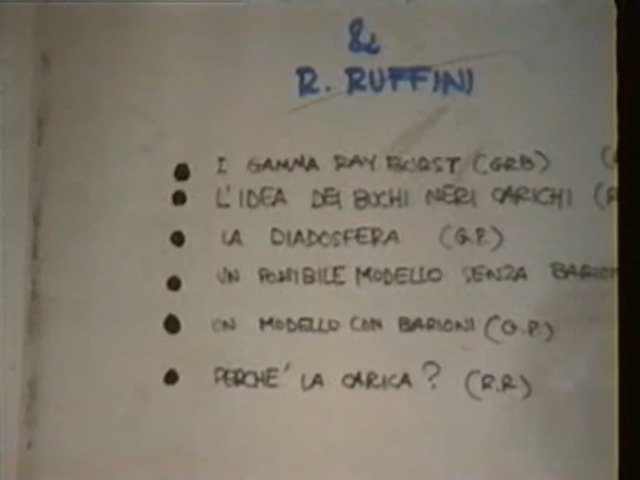 &
R. RUFFINI
• I GAMMA RAY BURST (GRB) (
• L'IDEA DEI BUCHI NERI CARICHI (R
• LA DIADOSFERA (G.P.)
• UN POSSIBILE MODELLO SENZA BARION
• UN MODELLO CON BARIONI (G.P.)
• PERCHE' LA CARICA? (R.R)